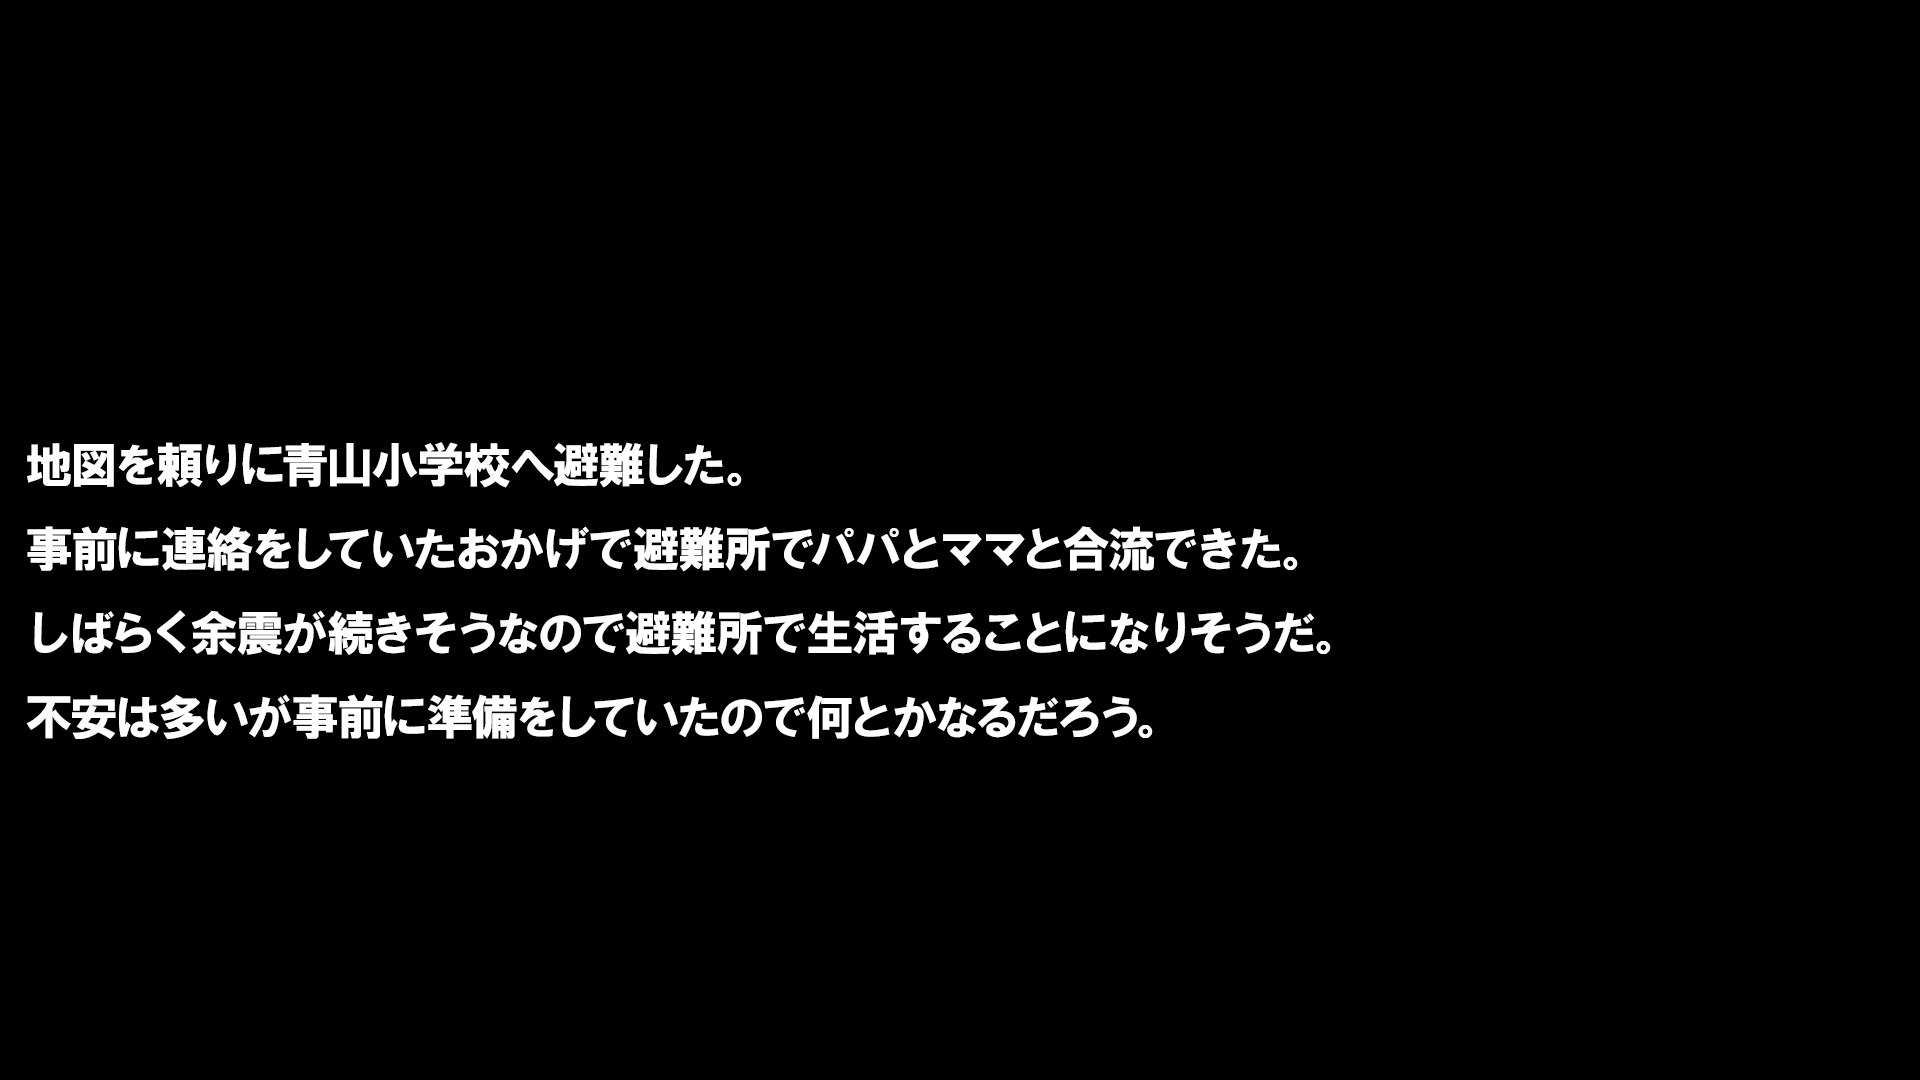 地図を頼りに青山小学校へ避難した。
事前に連絡をしていたおかげで避難所でパパとママと合流できた。
しばらく余震が続きそうなので避難所で生活することになりそうだ。
不安は多いが事前に準備をしていたので何とかなるだろう。